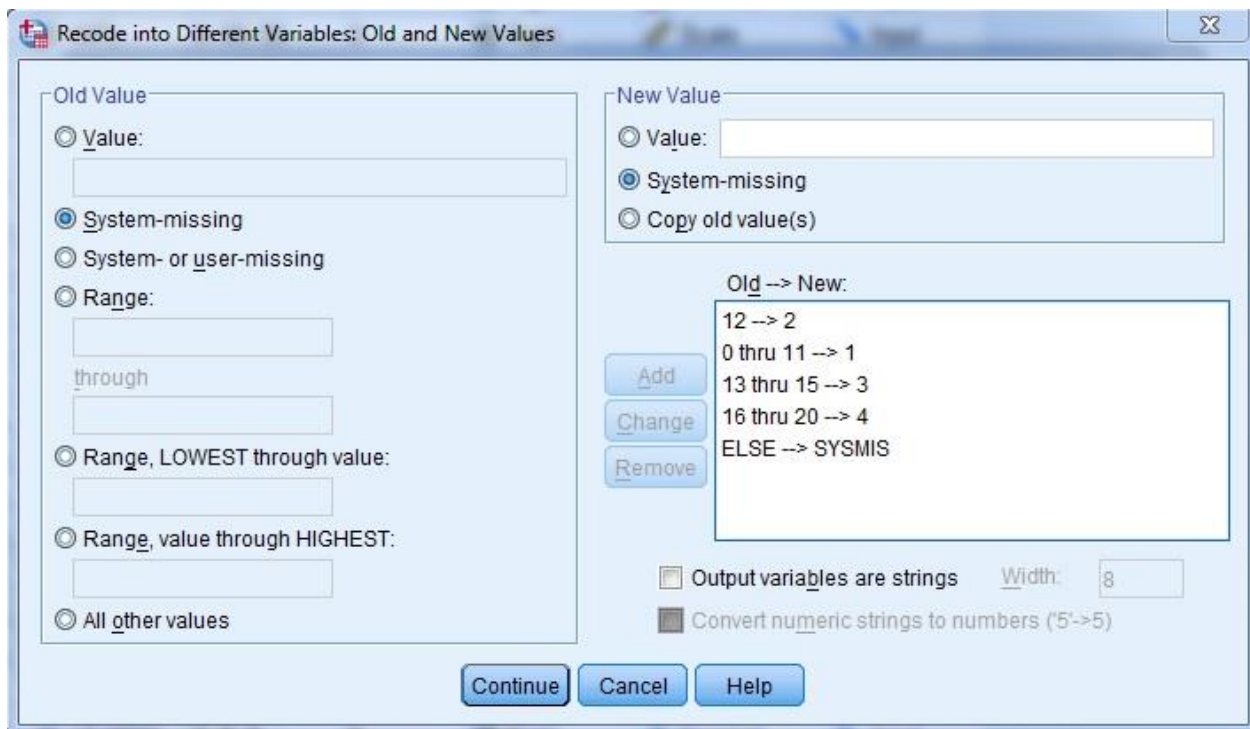 Recode into Different Variables: Old and New Values
Old Value
Value:
System-missing
System- or user-missing
Range:
through
Range, LOWEST through value:
Range, value through HIGHEST:
All other values
New Value
Value:
System-missing
Copy old value(s)
Old --> New:
12 --> 2
0 thru 11 --> 1
13 thru 15 --> 3
16 thru 20 --> 4
ELSE --> SYSMIS
Add
Change
Remove
Output variables are strings
Width:
8
Convert numeric strings to numbers ('5'->5)
Continue
Cancel
Help